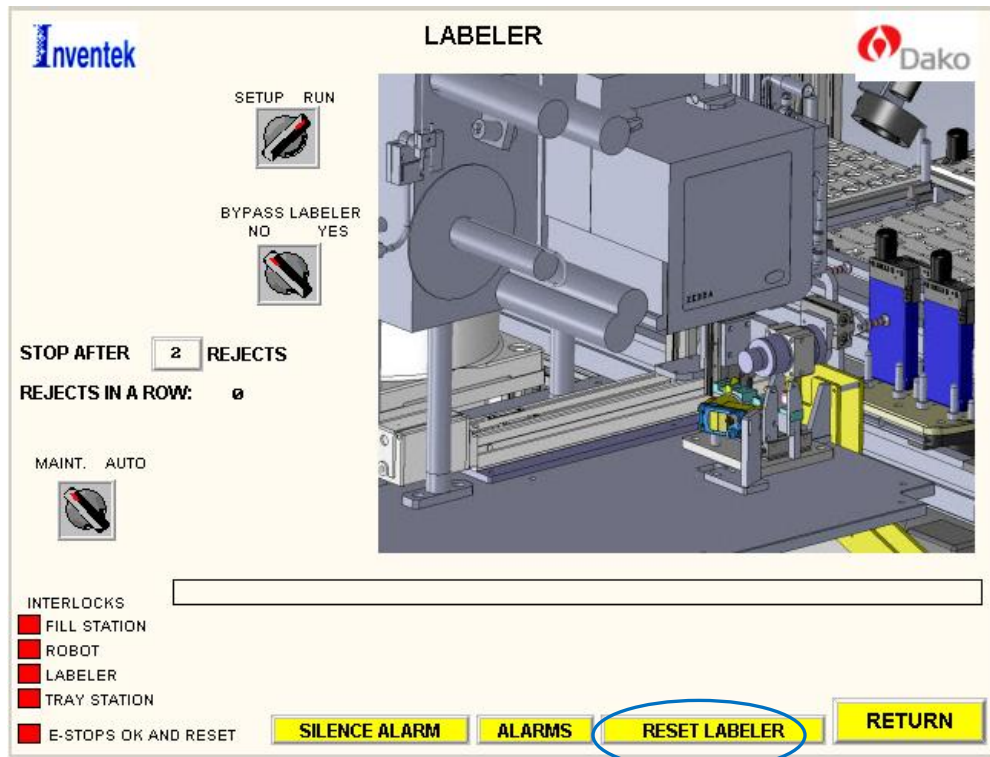 Inventek
LABELER
Dako
SETUP RUN
BYPASS LABELER
NO YES
ZEBRA
STOP AFTER 2 REJECTS
REJECTS IN A ROW: 0
MAINT. AUTO
INTERLOCKS
FILL STATION
ROBOT
LABELER
TRAY STATION
E-STOPS OK AND RESET
SILENCE ALARM
ALARMS
RESET LABELER
RETURN